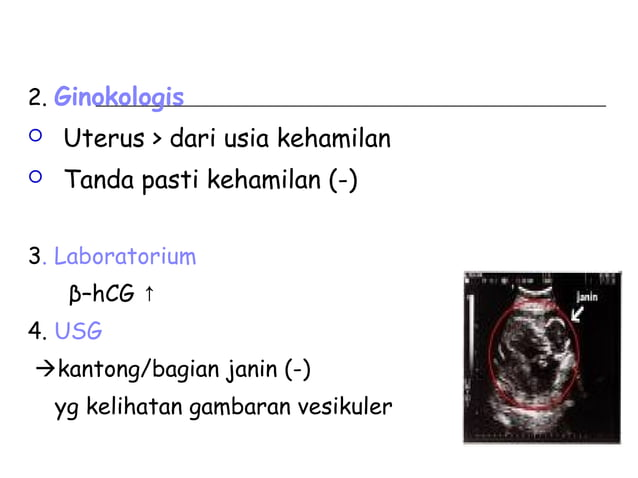 2. Ginokologis
Uterus > dari usia kehamilan
Tanda pasti kehamilan (-)
3. Laboratorium
β–hCG ↑
4. USG
→kantong/bagian janin (-)
yg kelihatan gambaran vesikuler
janin